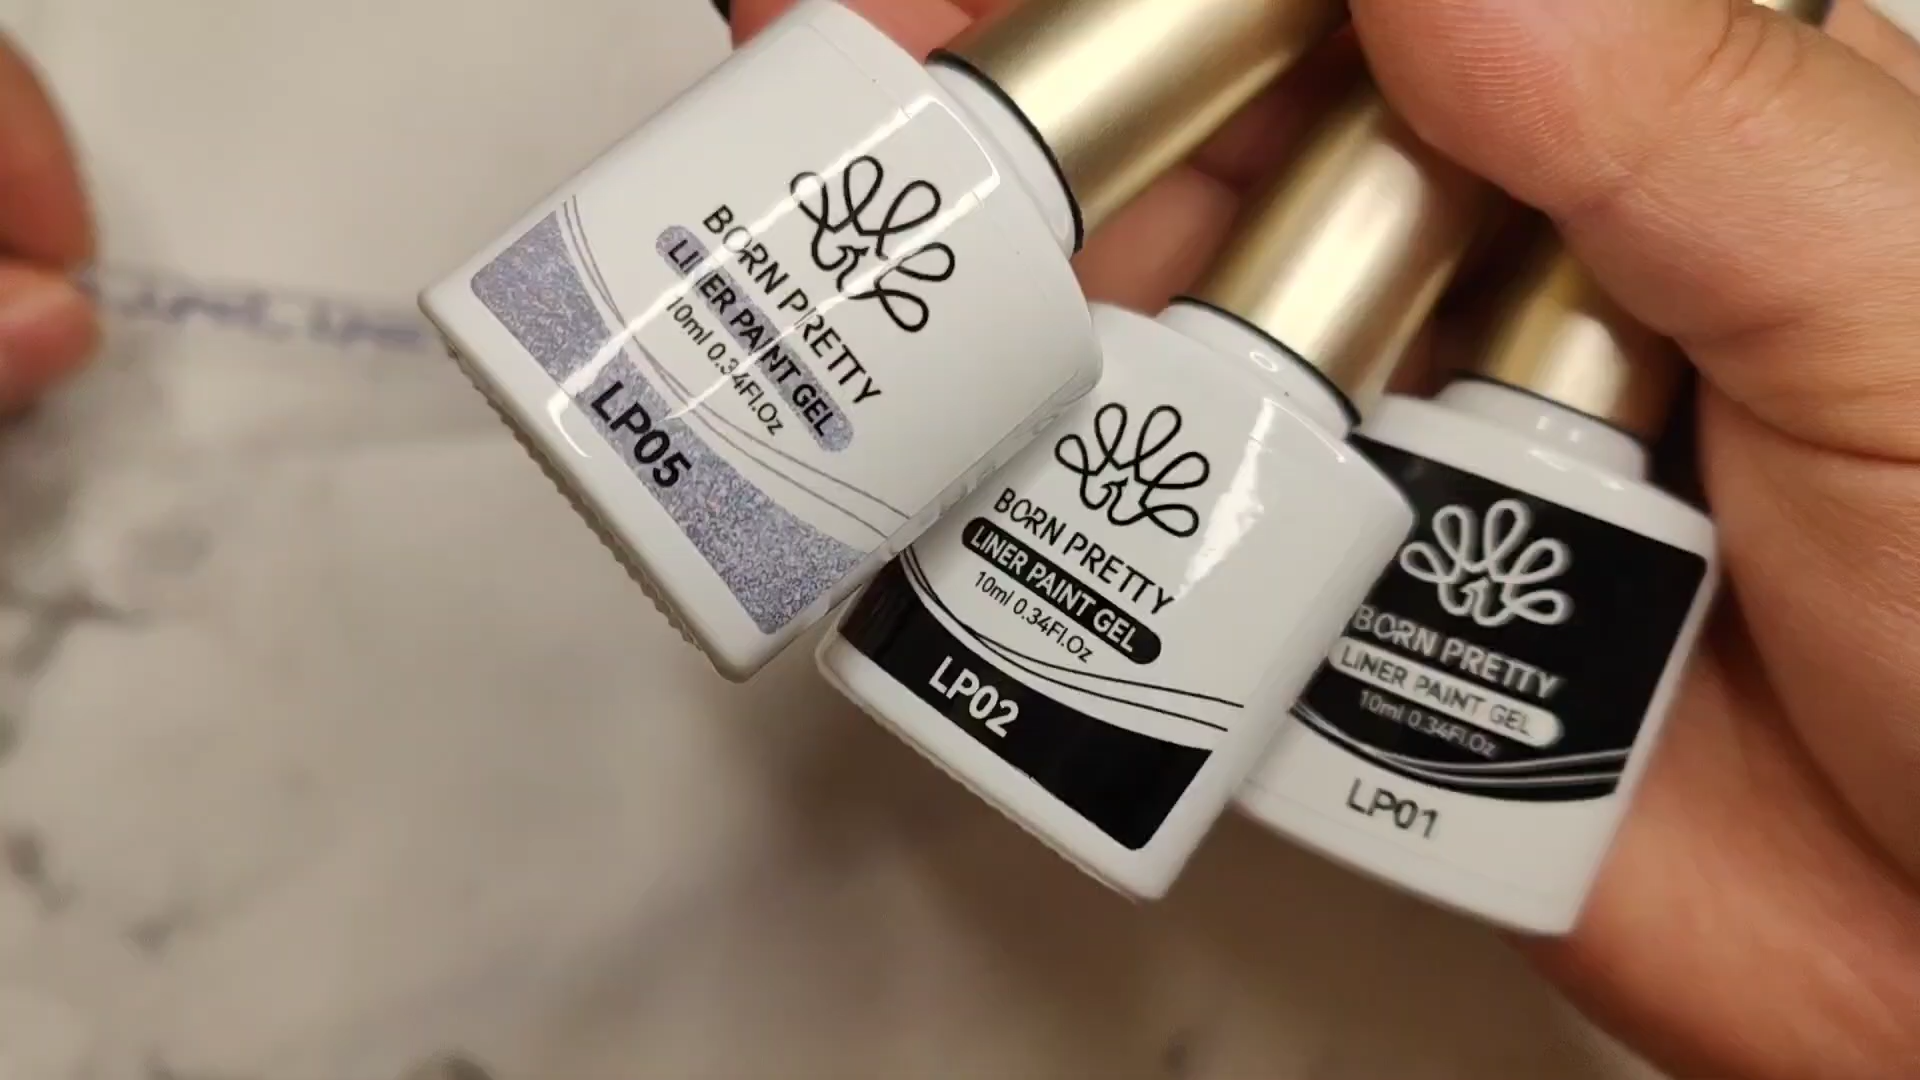 BORN PRETTY
LINER PAINT GEL
10ml 0.34Fl.Oz
LP05
BORN PRETTY
LINER PAINT GEL
10ml 0.34Fl.Oz
LP02
BORN PRETTY
LINER PAINT GEL
10ml 0.34Fl.Oz
LP01